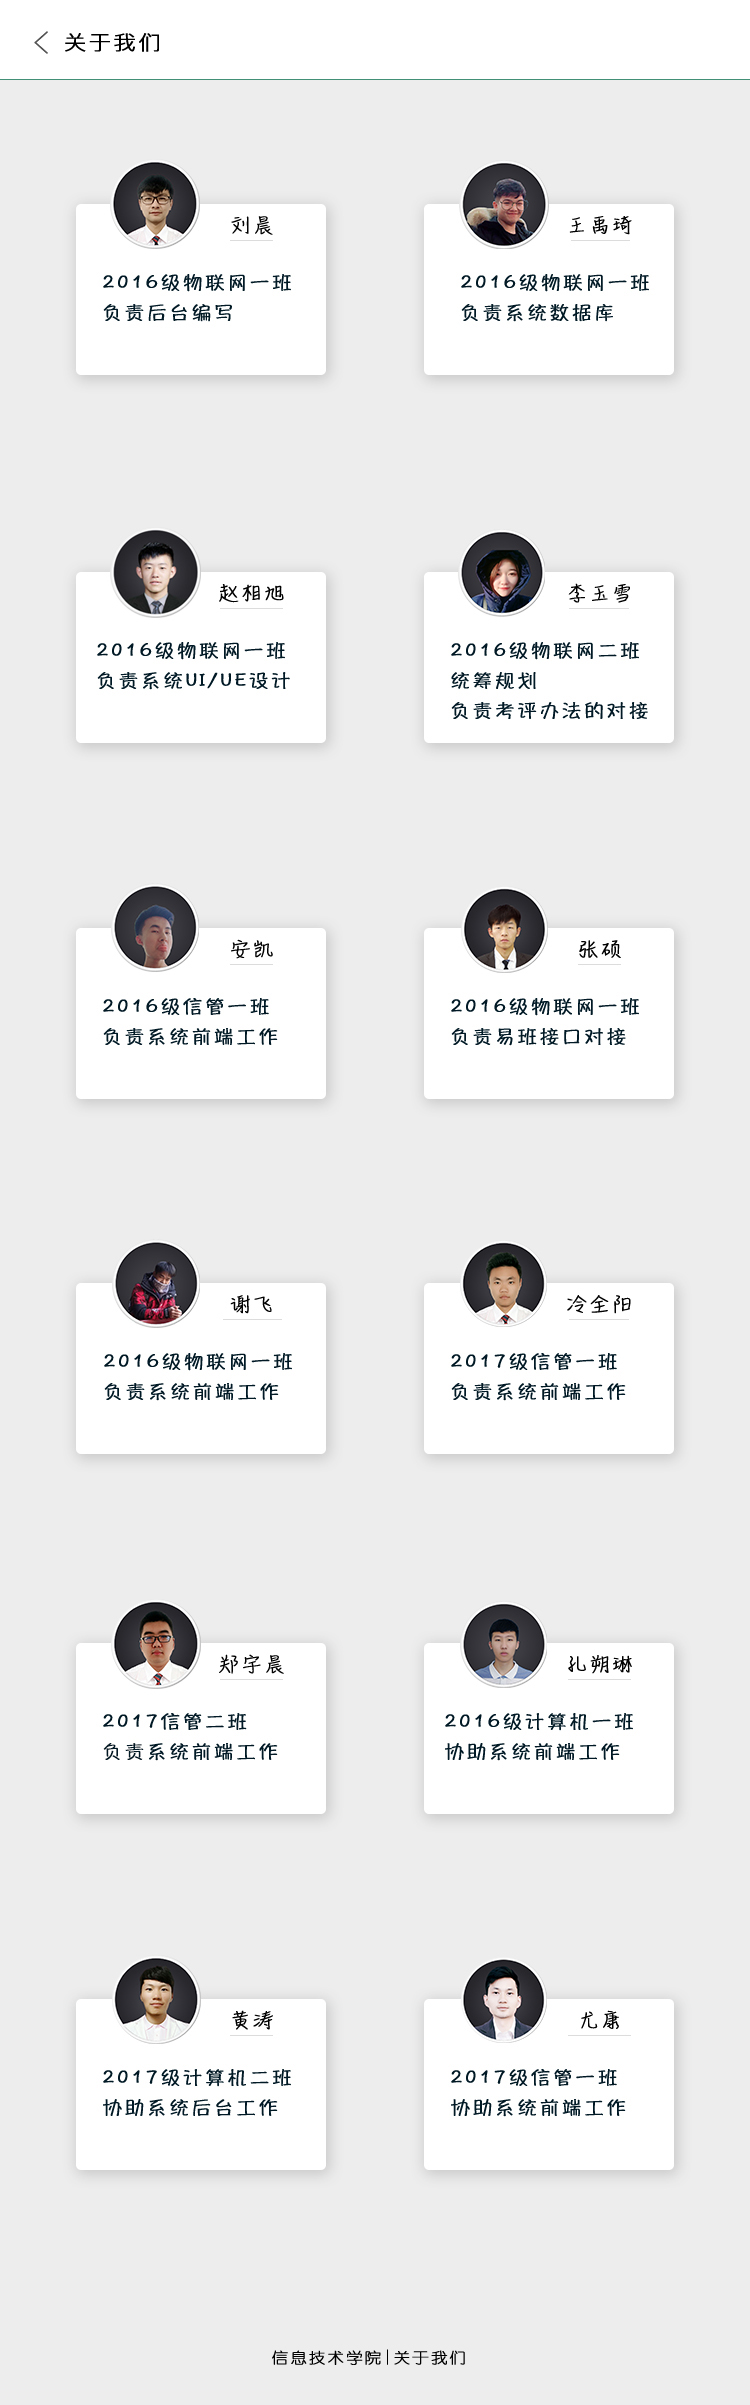 关于我们
刘晨
2016级物联网一班
负责后台编写
王禹琦
2016级物联网一班
负责系统数据库
赵相旭
2016级物联网一班
负责系统UI/UE设计
李玉雪
2016级物联网二班
统筹规划
负责考评办法的对接
安凯
2016级信管一班
负责系统前端工作
张硕
2016级物联网一班
负责易班接口对接
谢飞
2016级物联网一班
负责系统前端工作
冷全阳
2017级信管一班
负责系统前端工作
郑宇晨
2017信管二班
负责系统前端工作
孔朔琳
2016级计算机一班
协助系统前端工作
黄涛
2017级计算机二班
协助系统后台工作
尤康
2017级信管一班
协助系统前端工作
信息技术学院|关于我们